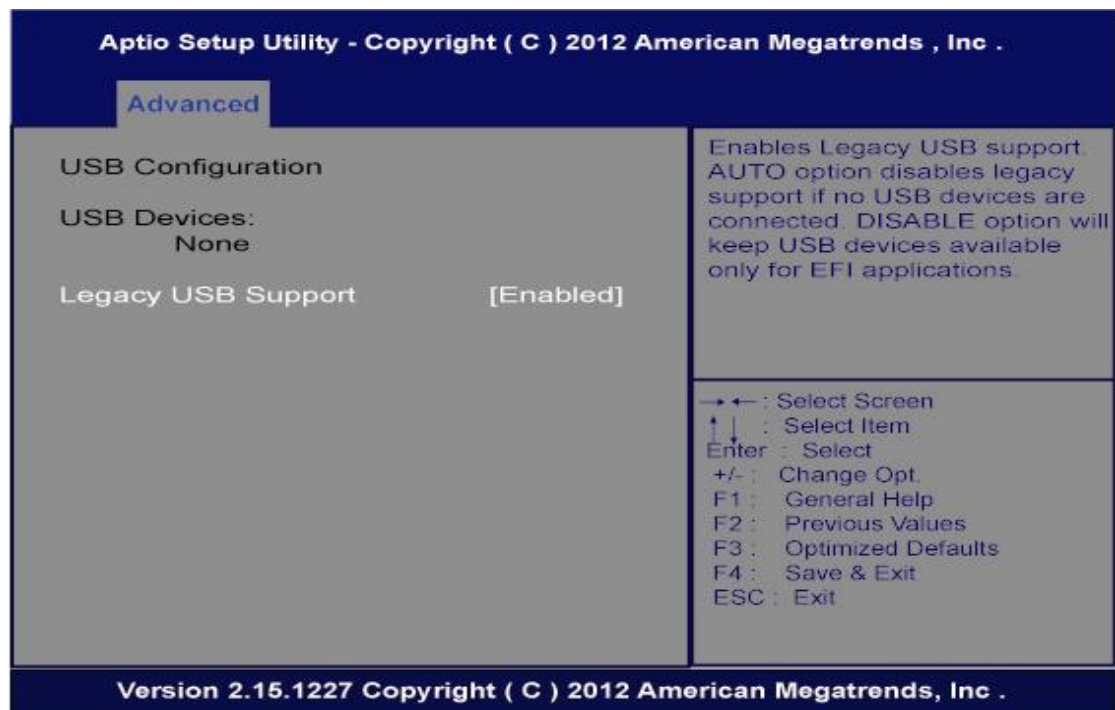 Aptio Setup Utility - Copyright ( C ) 2012 American Megatrends , Inc .
Advanced
USB Configuration
USB Devices:
None
Legacy USB Support [Enabled]
Enables Legacy USB support.
AUTO option disables legacy
support if no USB devices are
connected. DISABLE option will
keep USB devices available
only for EFI applications.
→ ← : Select Screen
↑ ↓ : Select Item
Enter : Select
+/- : Change Opt.
F1 : General Help
F2 : Previous Values
F3 : Optimized Defaults
F4 : Save & Exit
ESC : Exit
Version 2.15.1227 Copyright ( C ) 2012 American Megatrends, Inc .